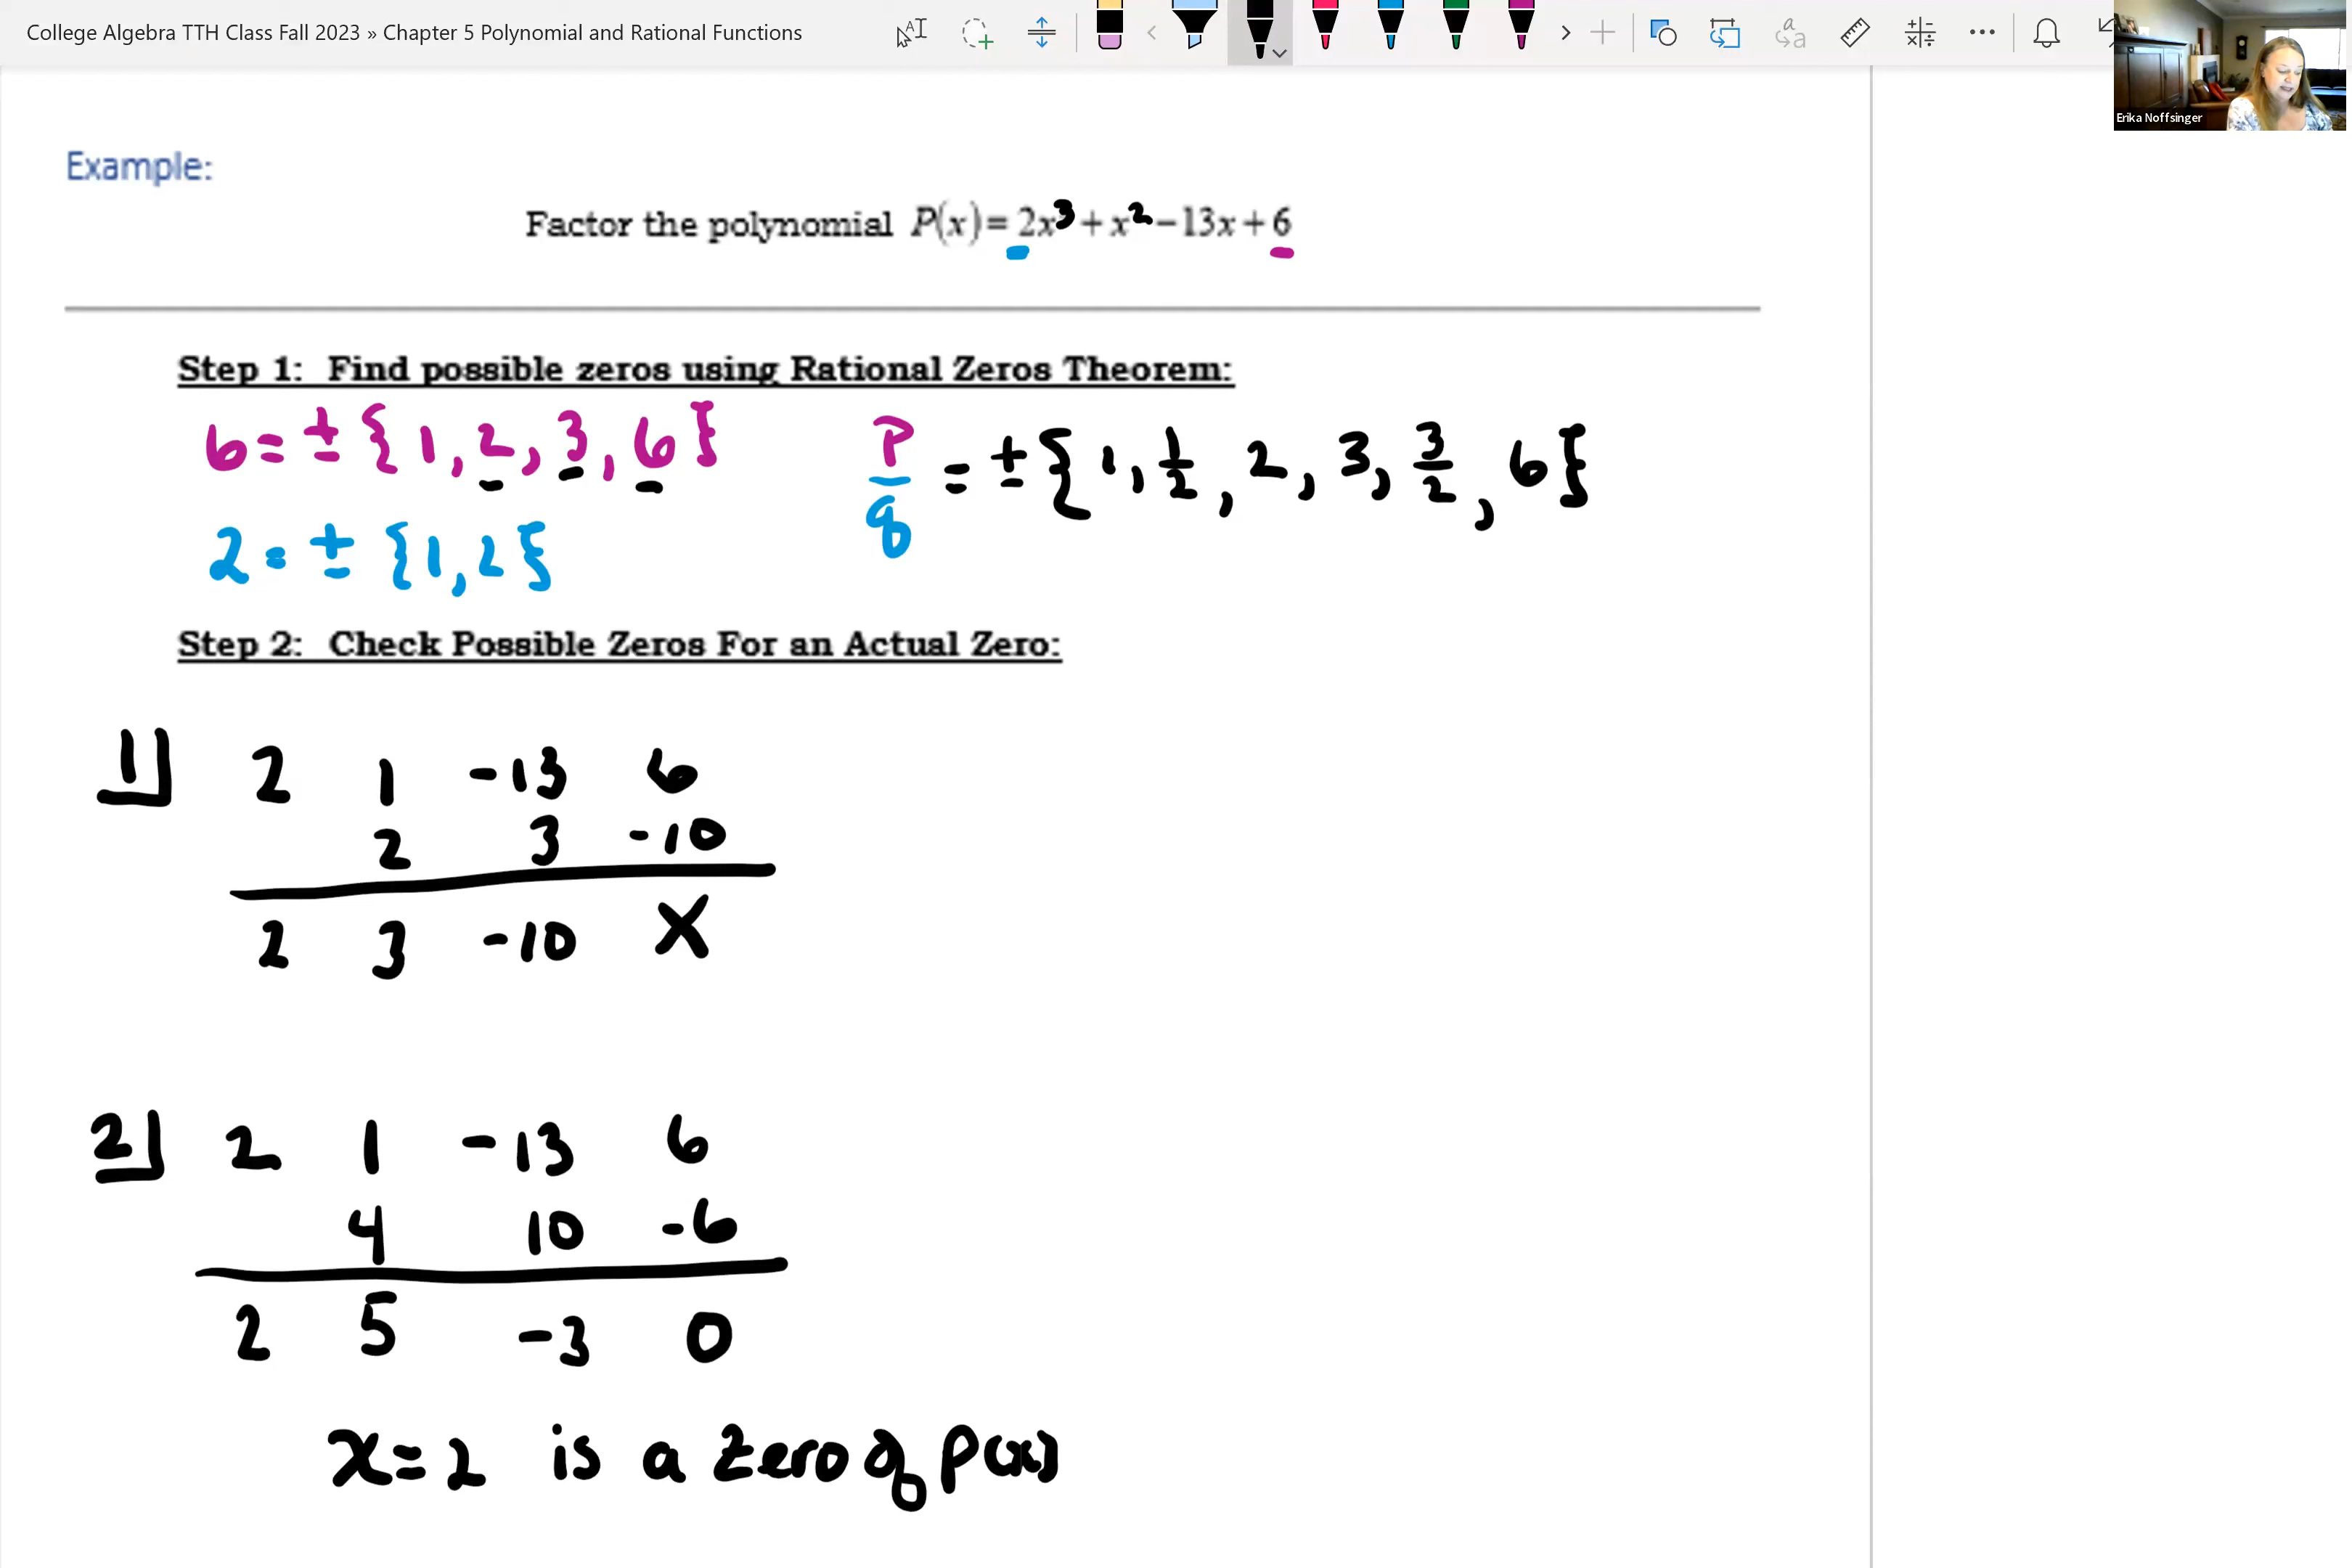 College Algebra TTH Class Fall 2023 » Chapter 5 Polynomial and Rational Functions
Erika Noffsinger
Example:
Factor the polynomial P(x) = 2x³ + x² − 13x + 6
Step 1: Find possible zeros using Rational Zeros Theorem:
6 = ± {1, 2, 3, 6}
p/q = ± {1, 1/2, 2, 3, 3/2, 6}
2 = ± {1, 2}
Step 2: Check Possible Zeros For an Actual Zero:
1| 2 1 -13 6
2 3 -10
2 3 -10 X
2| 2 1 -13 6
4 10 -6
2 5 -3 0
x = 2 is a zero of P(x)